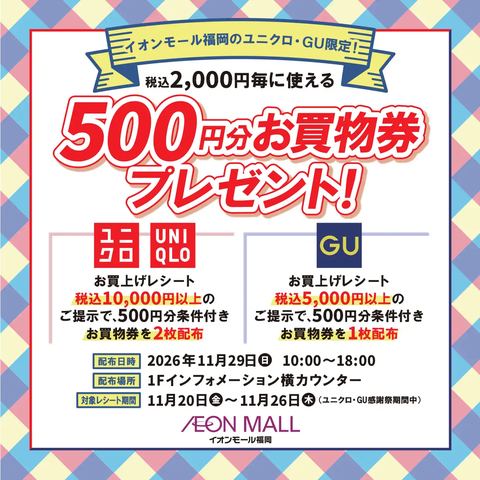 イオンモール福岡のユニクロ・GU限定!
税込2,000円毎に使える
500円分お買物券
プレゼント!
ユニクロ UNIQLO
お買上げレシート
税込10,000円以上の
ご提示で、500円分条件付き
お買物券を2枚配布
GU
お買上げレシート
税込5,000円以上の
ご提示で、500円分条件付き
お買物券を1枚配布
配布日時 2026年11月29日日 10:00〜18:00
配布場所 1Fインフォメーション横カウンター
対象レシート期間 11月20日金〜11月26日木(ユニクロ・GU感謝祭期間中)
ÆON MALL
イオンモール福岡